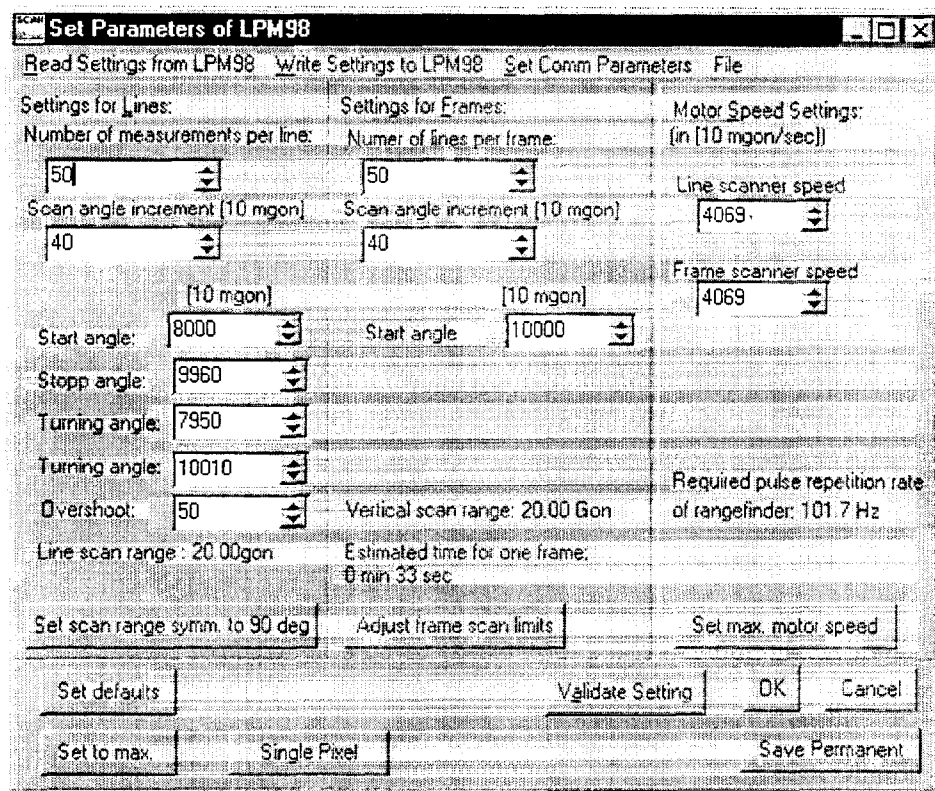 SCAN
Set Parameters of LPM98
Read Settings from LPM98 Write Settings to LPM98 Set Comm Parameters File
Settings for Lines:
Number of measurements per line:
50
Scan angle increment [10 mgon]
40
[10 mgon]
Start angle: 8000
Stopp angle: 9960
Turning angle: 7950
Turning angle: 10010
Overshoot: 50
Line scan range : 20.00gon
Settings for Frames:
Numer of lines per frame:
50
Scan angle increment [10 mgon]
40
[10 mgon]
Start angle 10000
Vertical scan range: 20.00 Gon
Estimated time for one frame:
0 min 33 sec
Motor Speed Settings:
(in [10 mgon/sec])
Line scanner speed
4069
Frame scanner speed
4069
Required pulse repetition rate
of rangefinder: 101.7 Hz
Set scan range symm. to 90 deg Adjust frame scan limits Set max. motor speed
Set defaults Validate Setting OK Cancel
Set to max. Single Pixel Save Permanent